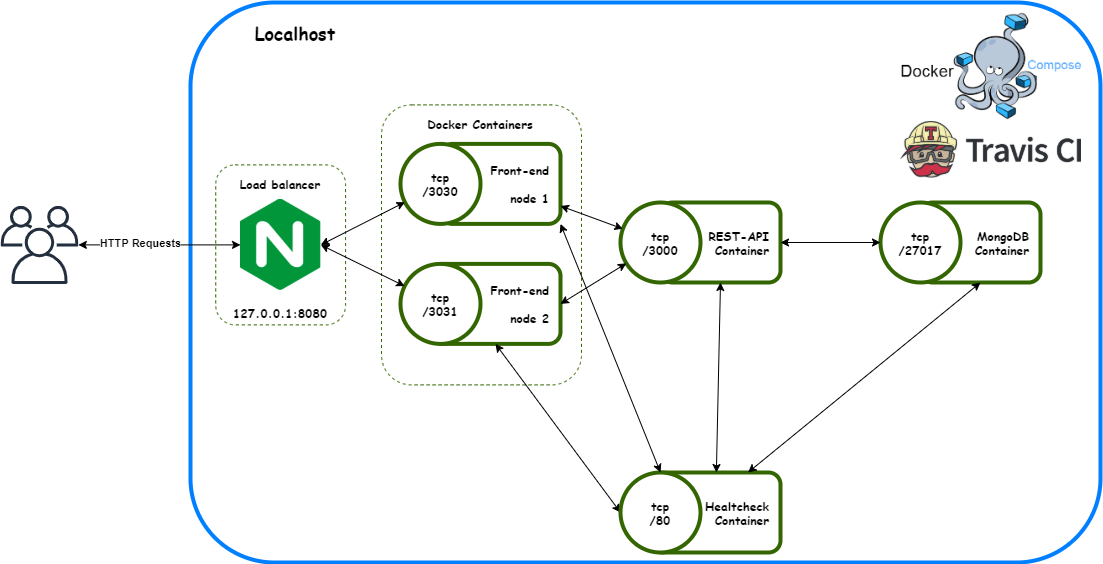 Localhost
Docker
Compose
Travis CI
T
Docker Containers
Load balancer
N
127.0.0.1:8080
HTTP Requests
tcp
/3030
Front-end
node 1
tcp
/3031
Front-end
node 2
tcp
/3000
REST-API
Container
tcp
/27017
MongoDB
Container
tcp
/80
Healtcheck
Container